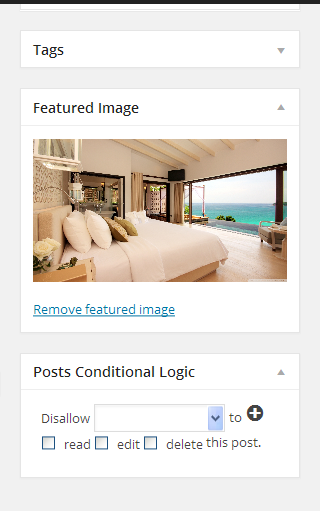 Tags
Featured Image
Remove featured image
Posts Conditional Logic
Disallow to
read edit delete this post.